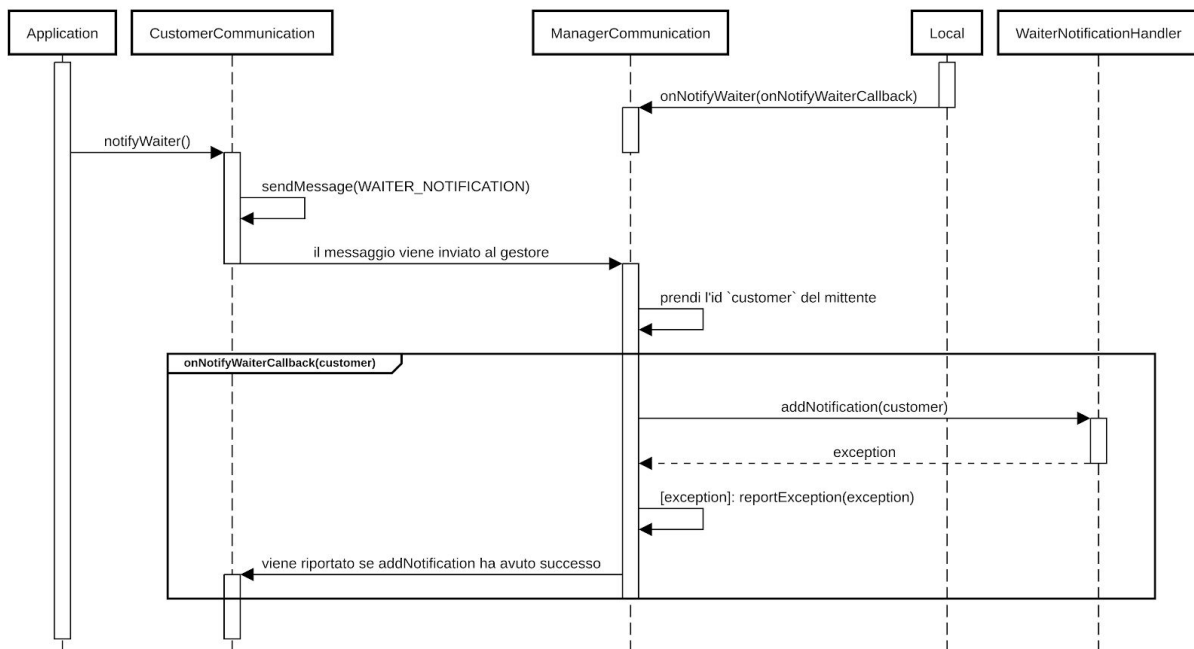 Application
CustomerCommunication
ManagerCommunication
Local
WaiterNotificationHandler
onNotifyWaiter(onNotifyWaiterCallback)
notifyWaiter()
sendMessage(WAITER_NOTIFICATION)
il messaggio viene inviato al gestore
prendi l'id `customer` del mittente
onNotifyWaiterCallback(customer)
addNotification(customer)
exception
[exception]: reportException(exception)
viene riportato se addNotification ha avuto successo